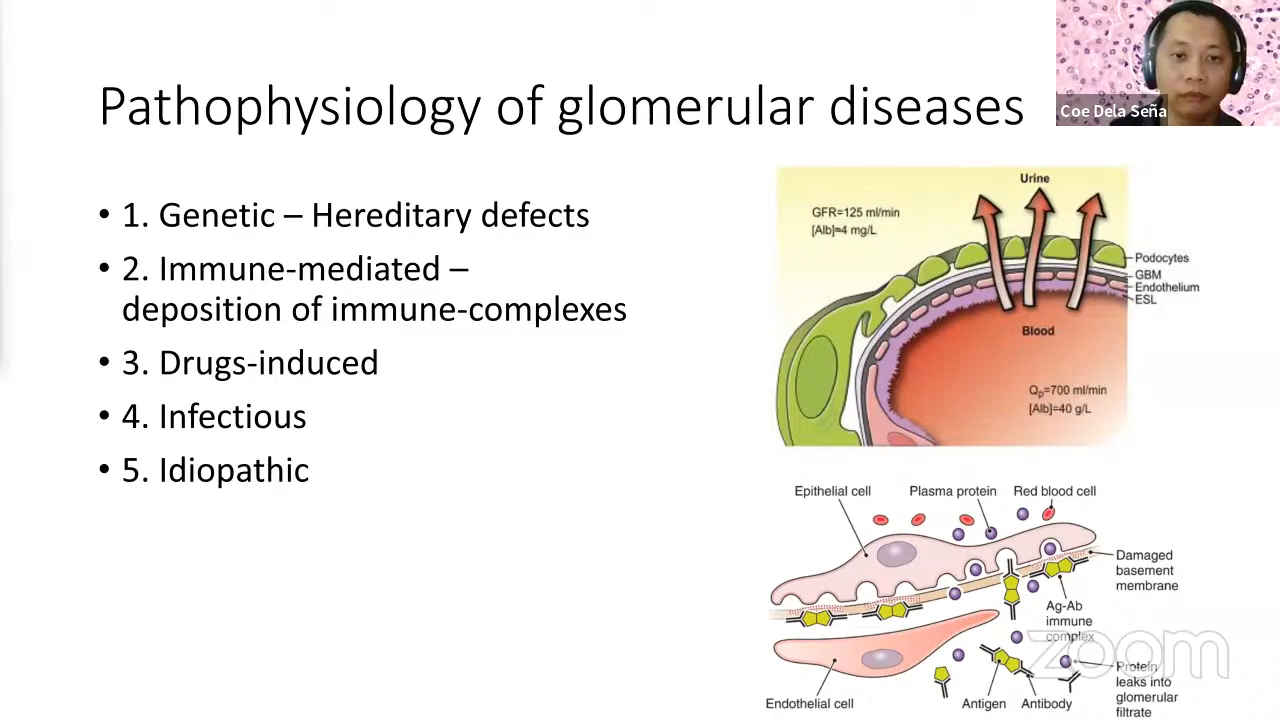 Pathophysiology of glomerular diseases
Coe Dela Seña
• 1. Genetic – Hereditary defects
• 2. Immune-mediated –
deposition of immune-complexes
• 3. Drugs-induced
• 4. Infectious
• 5. Idiopathic
Urine
GFR=125 ml/min
[Alb]=4 mg/L
Podocytes
GBM
Endothelium
ESL
Blood
Qp=700 ml/min
[Alb]=40 g/L
Epithelial cell
Plasma protein
Red blood cell
Damaged
basement
membrane
Ag-Ab
immune
complex
zoom
Protein
leaks into
glomerular
filtrate
Endothelial cell
Antigen
Antibody